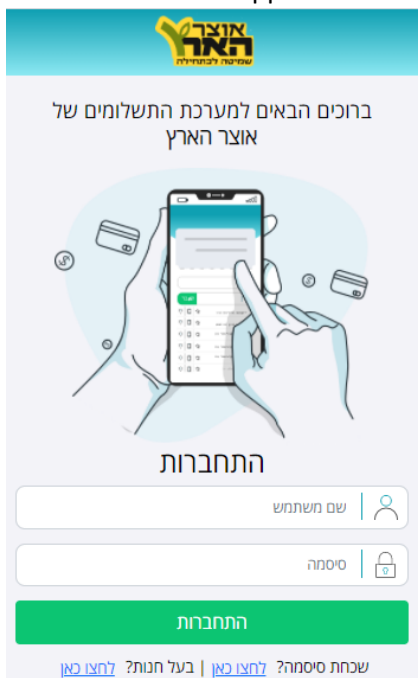 אוצר
הארץ
שמיטה לכתחילה
ברוכים הבאים למערכת התשלומים של
אוצר הארץ
התחברות
שם משתמש
סיסמה
התחברות
שכחת סיסמה? לחצו כאן | בעל חנות? לחצו כאן